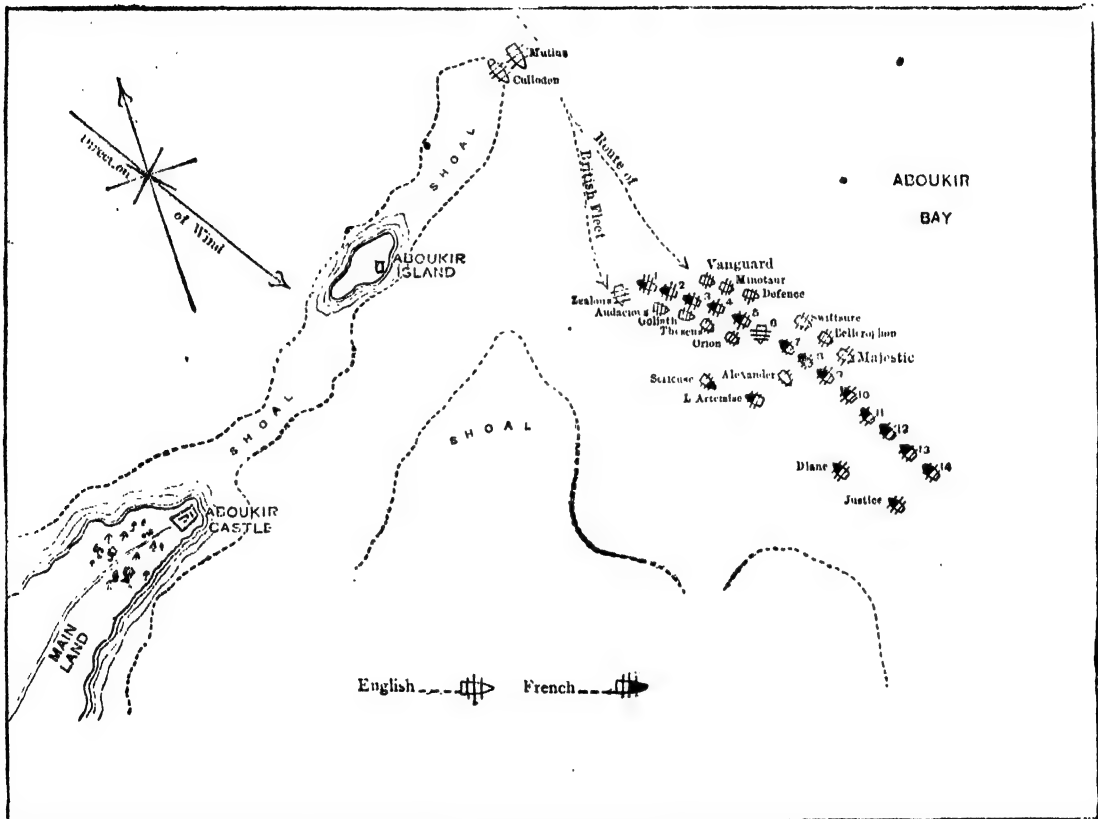 Mutius
Culloden
SHOAL
Direction
of Wind
Route of
British Fleet
ABOUKIR
BAY
ABOUKIR
ISLAND
Vanguard
Minotaur
Defence
Zealous
Audacious
Goliath
Theseus
Orion
Swiftsure
Bellerophon
Majestic
1
2
3
4
5
6
7
8
9
10
11
12
13
14
Alexander
L Artemise
Diane
Justice
SHOAL
SHOAL
ABOUKIR
CASTLE
MAIN
LAND
English
French